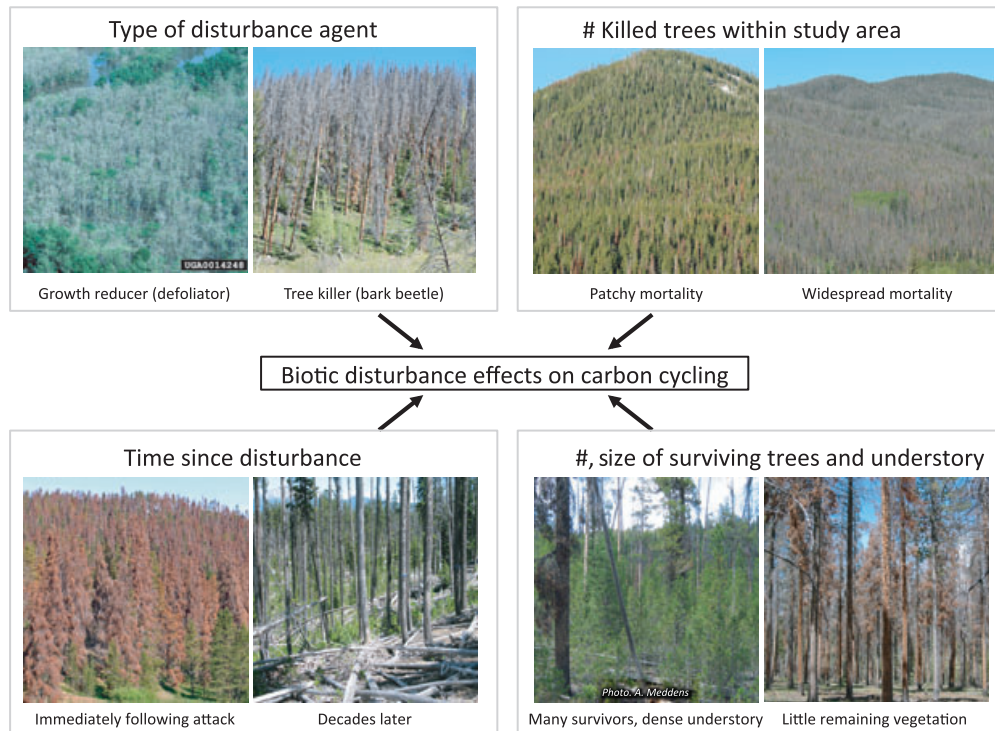 Type of disturbance agent
UGA0014248
Growth reducer (defoliator)
Tree killer (bark beetle)
# Killed trees within study area
Patchy mortality
Widespread mortality
Biotic disturbance effects on carbon cycling
Time since disturbance
Immediately following attack
Decades later
#, size of surviving trees and understory
Photo. A. Meddens
Many survivors, dense understory
Little remaining vegetation